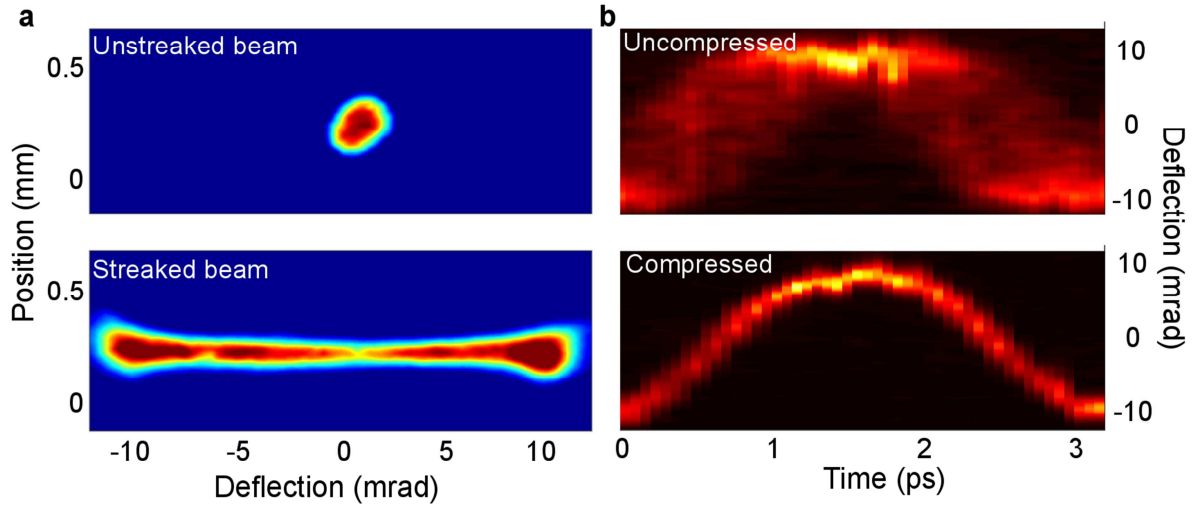 a
Unstreaked beam
0.5
0
Streaked beam
0.5
0
Position (mm)
-10 -5 0 5 10
Deflection (mrad)
b
Uncompressed
10
0
-10
Compressed
10
0
-10
Deflection (mrad)
0 1 2 3
Time (ps)